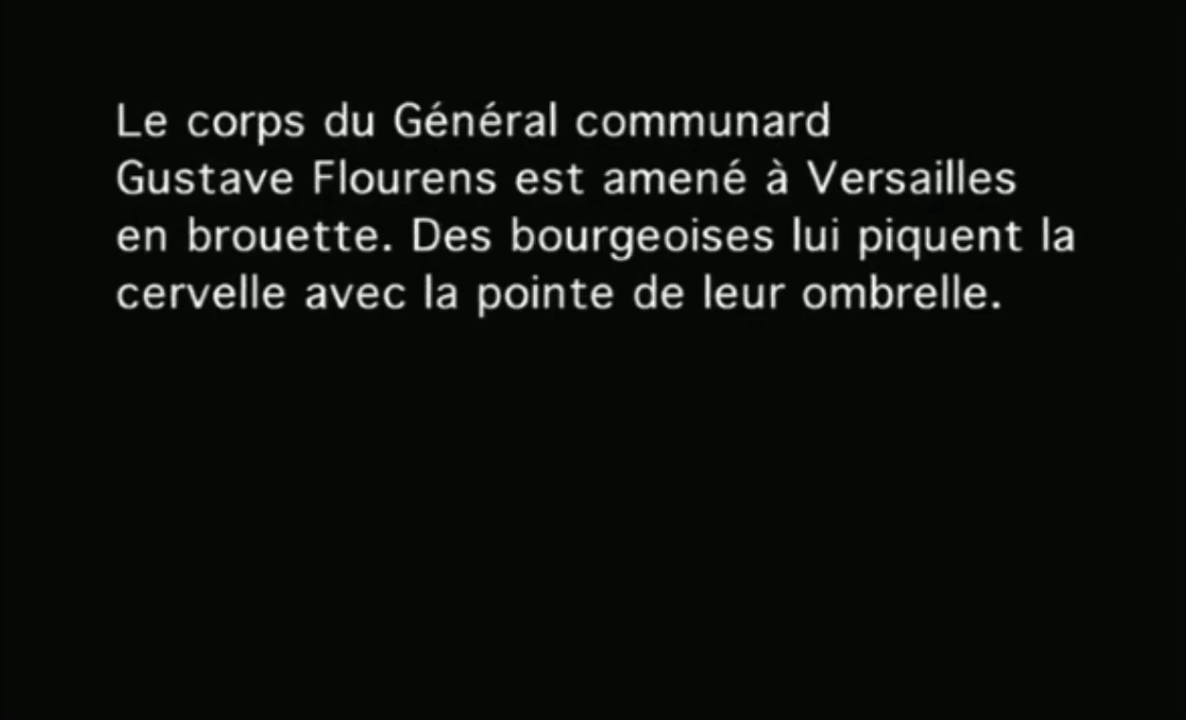 Le corps du Général communard
Gustave Flourens est amené à Versailles
en brouette. Des bourgeoises lui piquent la
cervelle avec la pointe de leur ombrelle.